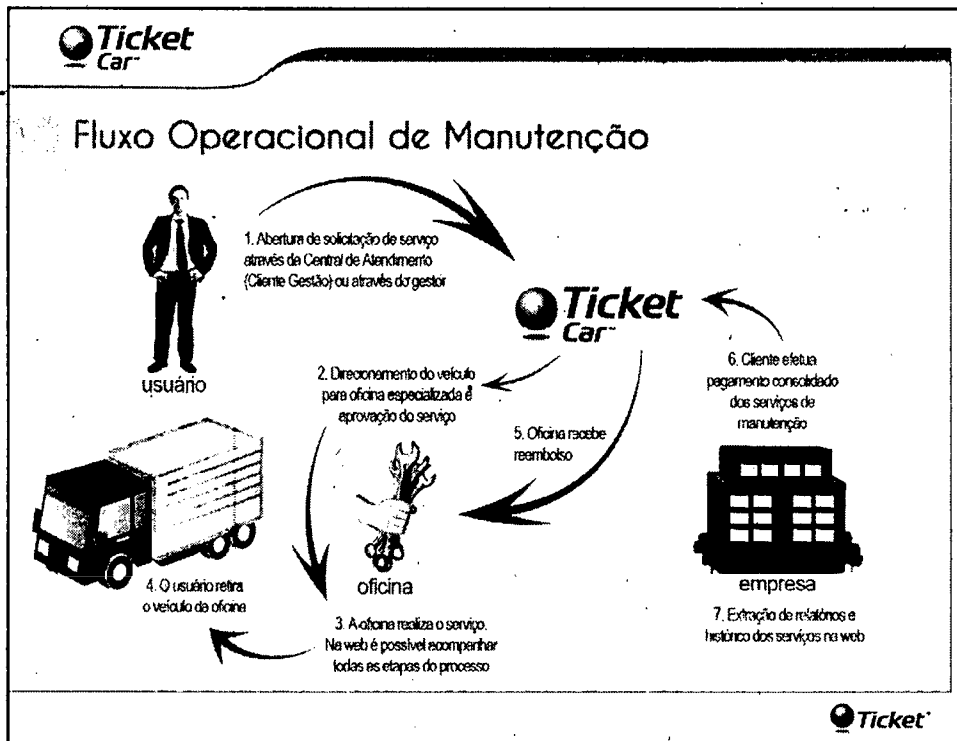 Ticket
Car
Fluxo Operacional de Manutenção
1. Abertura de solicitação de serviço
através da Central de Atendimento
(Cliente Gestão) ou através do gestor
usuário
Ticket
Car
2. Direcionamento do veículo
para oficina especializada e
aprovação do serviço
5. Oficina recebe
reembolso
6. Cliente efetua
pagamento consolidado
dos serviços de
manutenção
oficina
empresa
4. O usuário retira
o veículo da oficina
3. A oficina realiza o serviço.
Na web é possível acompanhar
todas as etapas do processo
7. Extração de relatórios e
histórico dos serviços na web
Ticket